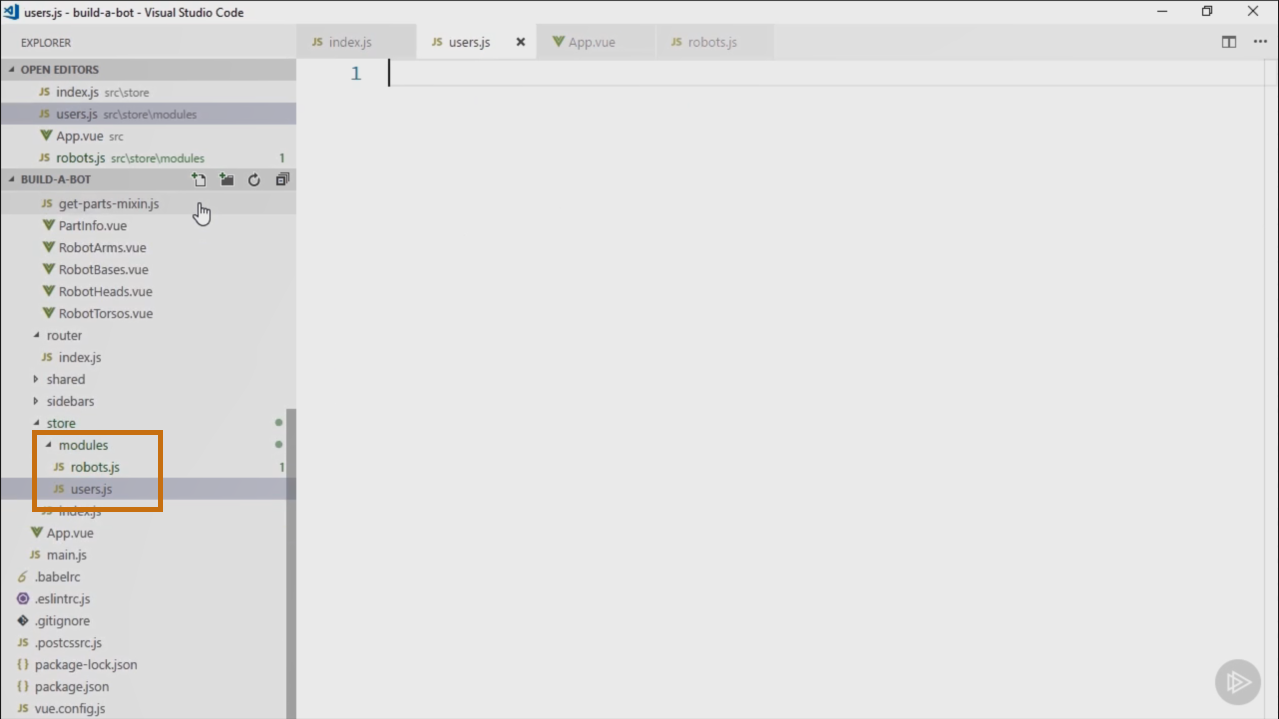 users.js - build-a-bot - Visual Studio Code
EXPLORER
JS index.js
JS users.js
App.vue
JS robots.js
OPEN EDITORS
JS index.js src\store
JS users.js src\store\modules
App.vue src
JS robots.js src\store\modules 1
BUILD-A-BOT
JS get-parts-mixin.js
PartInfo.vue
RobotArms.vue
RobotBases.vue
RobotHeads.vue
RobotTorsos.vue
router
JS index.js
shared
sidebars
store
modules
JS robots.js 1
JS users.js
JS index.js
App.vue
JS main.js
.babelrc
.eslintrc.js
.gitignore
JS .postcssrc.js
{} package-lock.json
{} package.json
JS vue.config.js
1